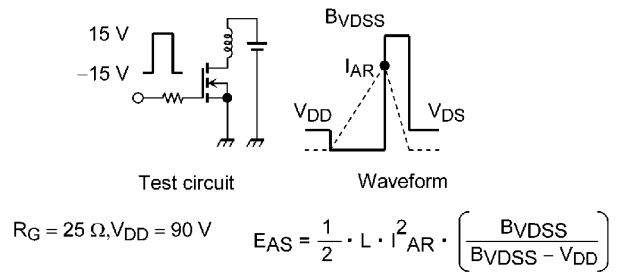 15 V
−15 V
BVDSS
IAR
VDD
VDS
Test circuit
Waveform
RG = 25 Ω,VDD = 90 V
EAS = 1/2 · L · I²AR · (BVDSS / (BVDSS − VDD))